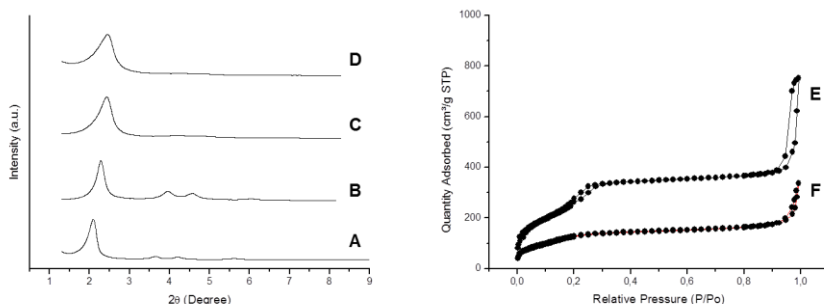 Intensity (a.u.)
D
C
B
A
1 2 3 4 5 6 7 8 9
2θ (Degree)
Quantity Adsorbed (cm³/g STP)
1000
800
600
400
200
0
E
F
0,0 0,2 0,4 0,6 0,8 1,0
Relative Pressure (P/Po)